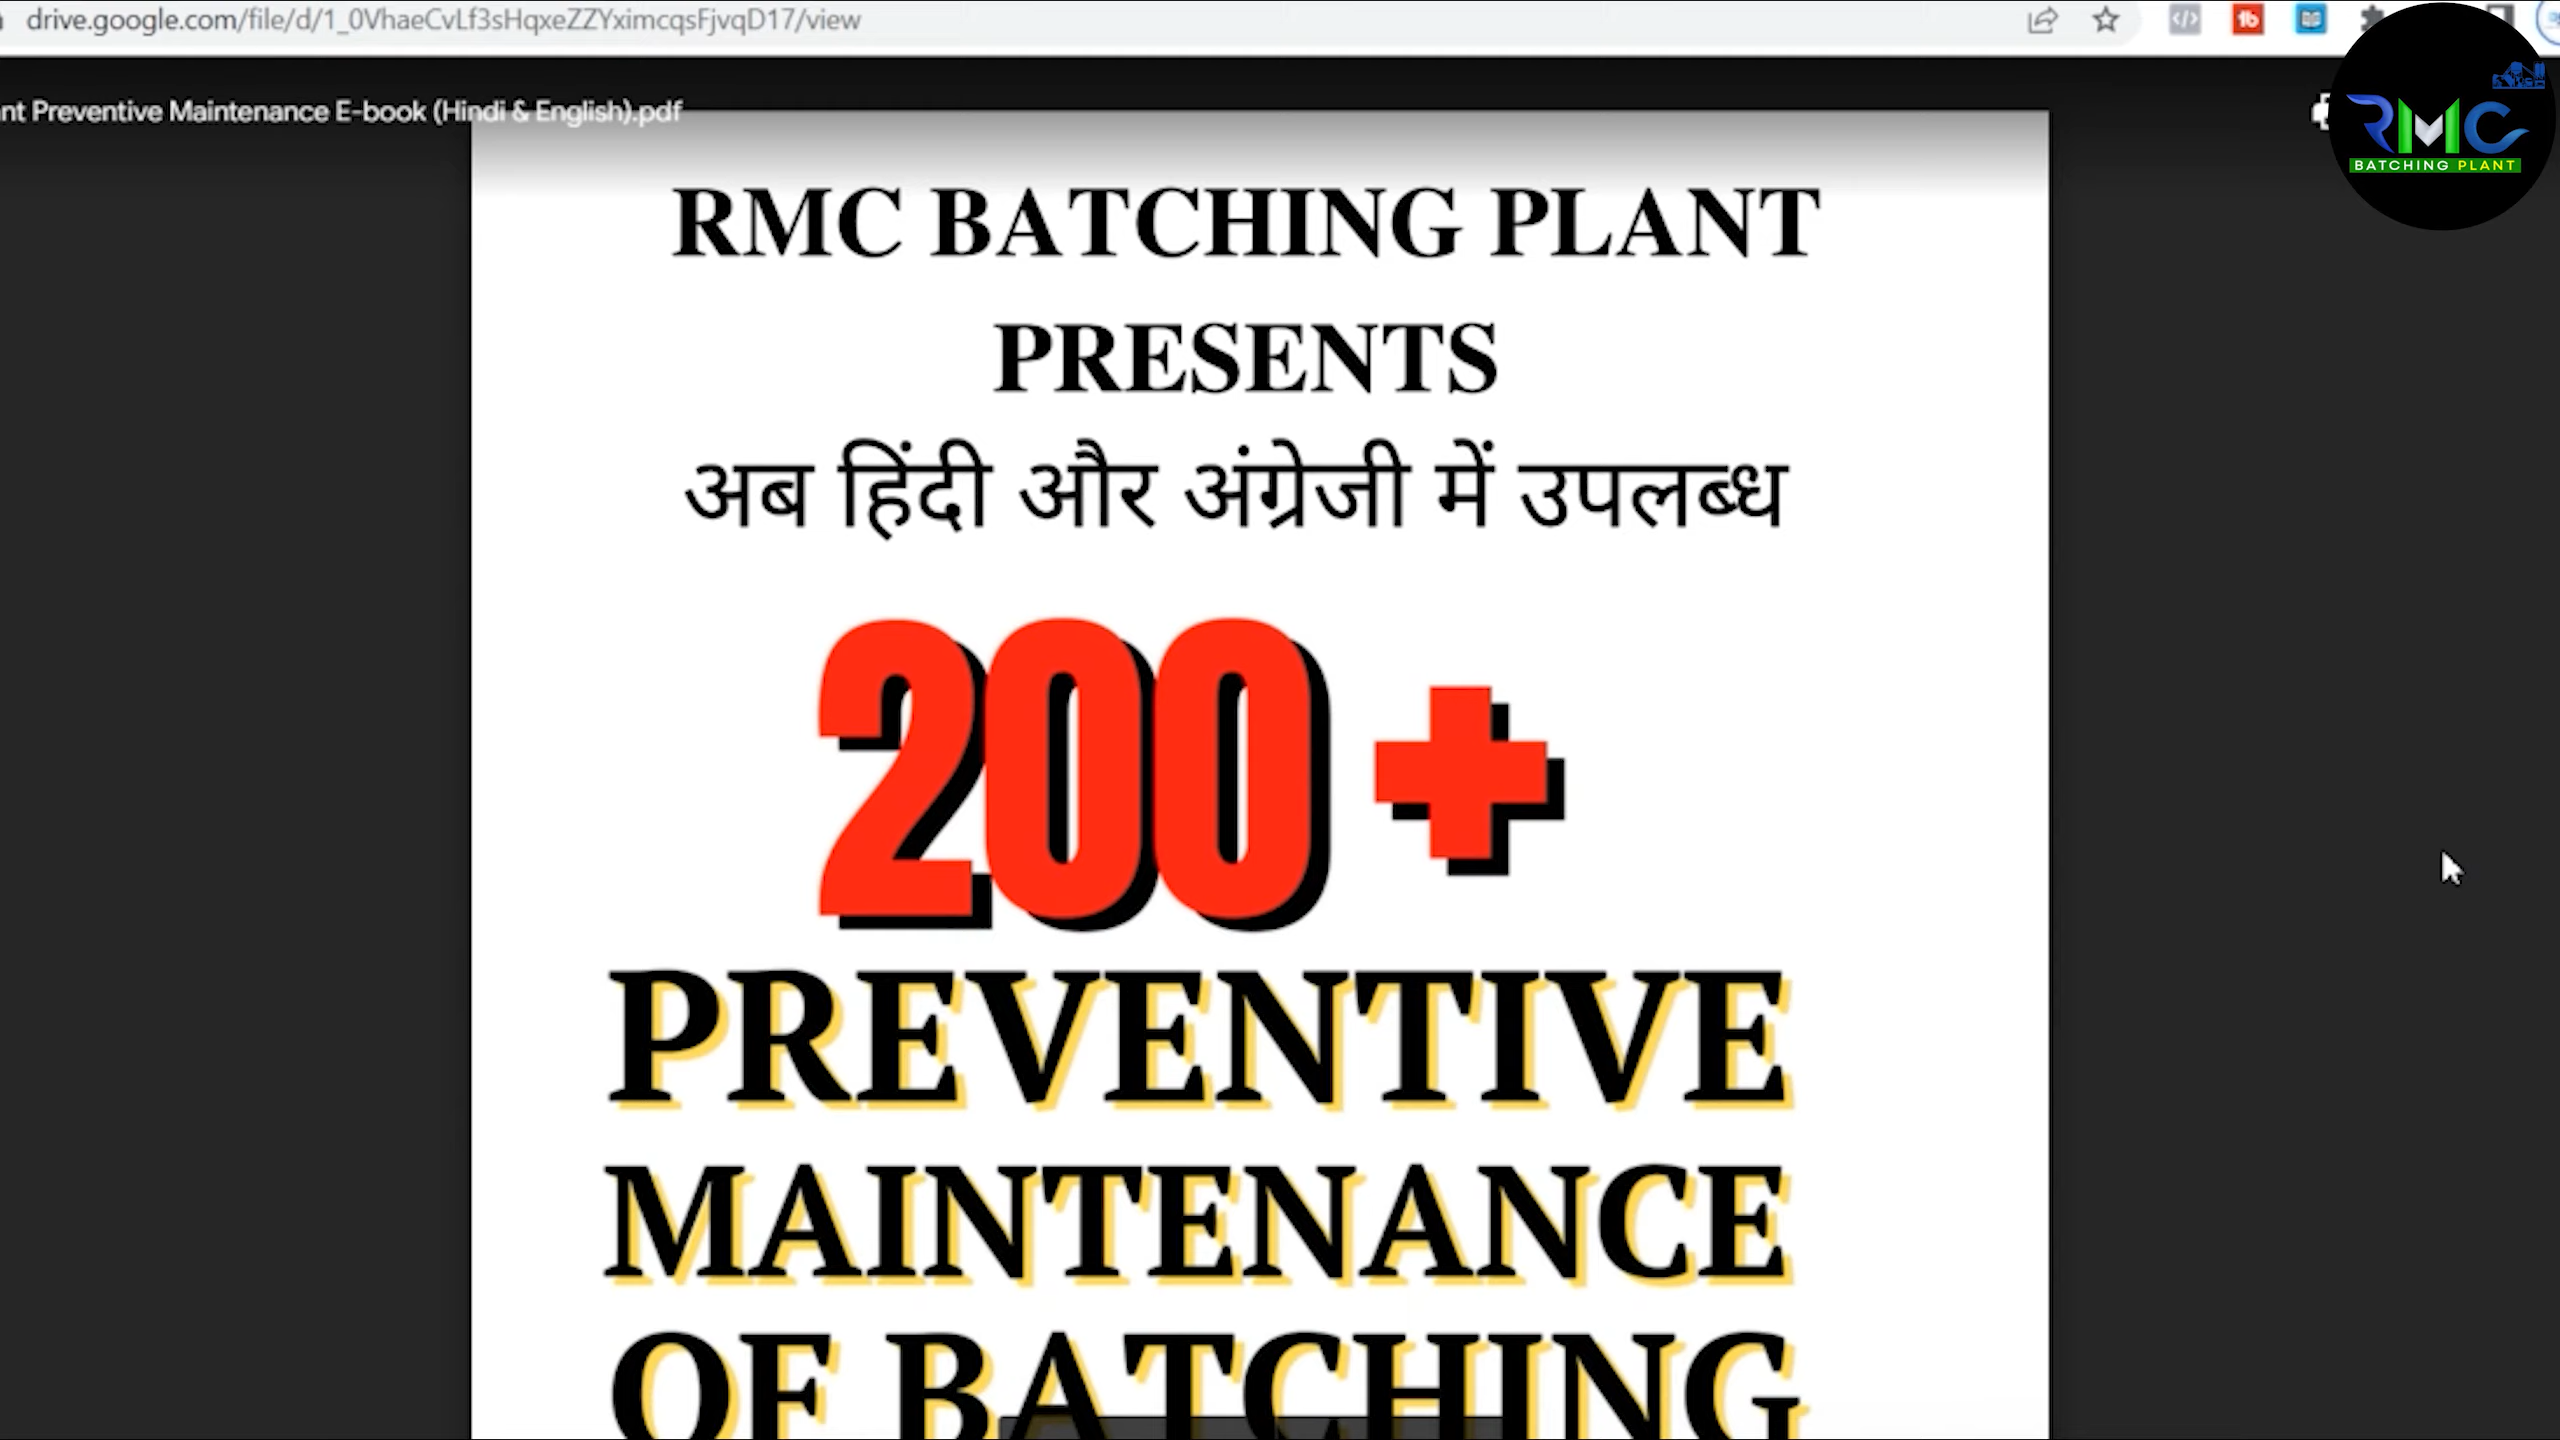 drive.google.com/file/d/1_0VhaeCvLf3sHqxeZZYximcqsFjvqD17/view
nt Preventive Maintenance E-book (Hindi & English).pdf
RMC
BATCHING PLANT
RMC BATCHING PLANT
PRESENTS
अब हिंदी और अंग्रेजी में उपलब्ध
200 +
PREVENTIVE
MAINTENANCE
OF BATCHING